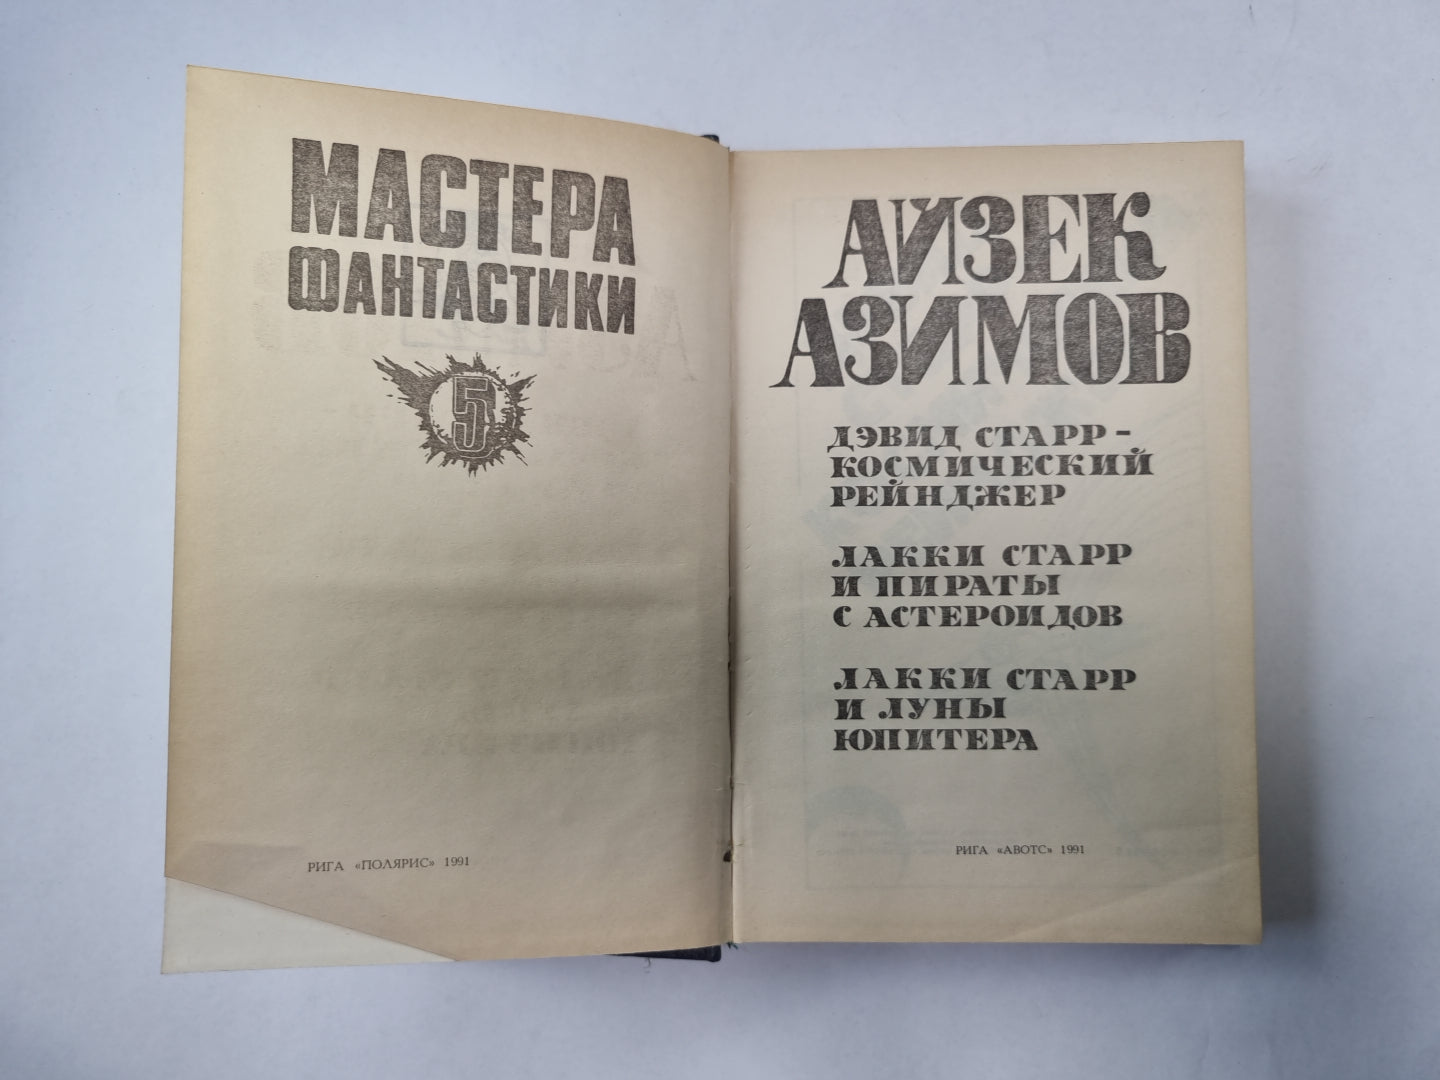 МАСТЕРА
ФАНТАСТИКИ
5
РИГА «ПОЛЯРИС» 1991
АЙЗЕК
АЗИМОВ
ДЭВИД СТАРР –
КОСМИЧЕСКИЙ
РЕЙНДЖЕР
ЛАККИ СТАРР
И ПИРАТЫ
С АСТЕРОИДОВ
ЛАККИ СТАРР
И ЛУНЫ
ЮПИТЕРА
РИГА «АВОТС» 1991